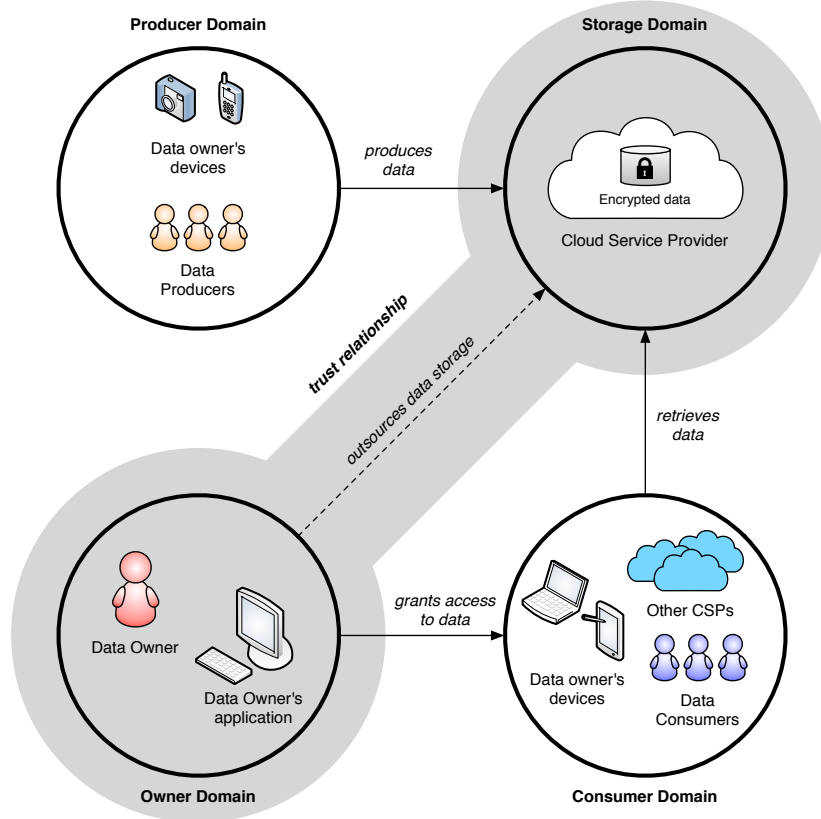 Producer Domain
Storage Domain
Data owner's
devices
Data
Producers
produces
data
Encrypted data
Cloud Service Provider
trust relationship
outsources data storage
retrieves
data
Data Owner
Data Owner's
application
grants access
to data
Other CSPs
Data owner's
devices
Data
Consumers
Owner Domain
Consumer Domain